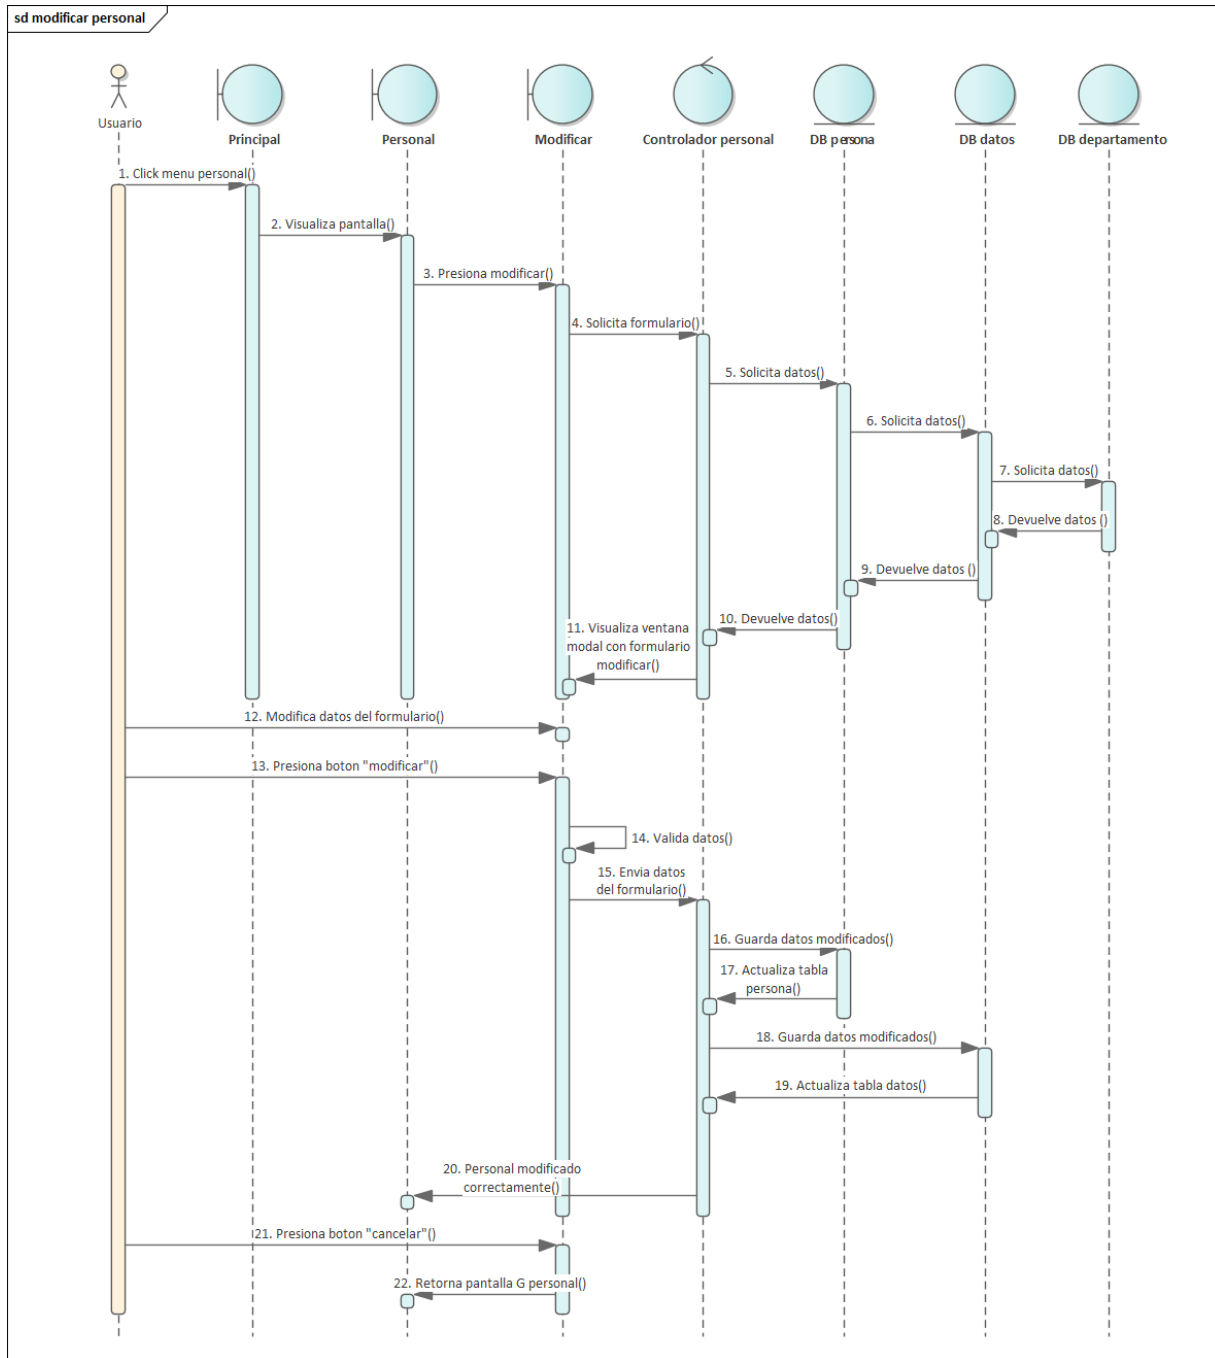 sd modificar personal
Usuario
Principal
Personal
Modificar
Controlador personal
DB persona
DB datos
DB departamento
1. Click menu personal()
2. Visualiza pantalla()
3. Presiona modificar()
4. Solicita formulario()
5. Solicita datos()
6. Solicita datos()
7. Solicita datos()
8. Devuelve datos ()
9. Devuelve datos ()
10. Devuelve datos()
11. Visualiza ventana
modal con formulario
modificar()
12. Modifica datos del formulario()
13. Presiona boton "modificar"()
14. Valida datos()
15. Envia datos
del formulario()
16. Guarda datos modificados()
17. Actualiza tabla
persona()
18. Guarda datos modificados()
19. Actualiza tabla datos()
20. Personal modificado
correctamente()
21. Presiona boton "cancelar"()
22. Retorna pantalla G personal()